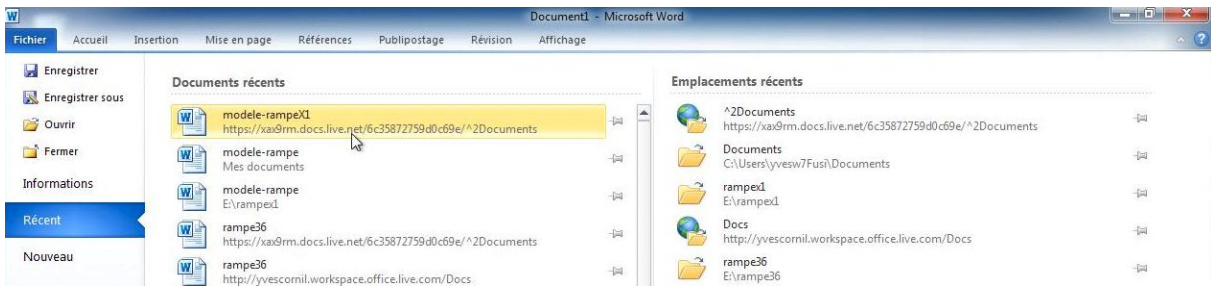 Document1 - Microsoft Word
Fichier Accueil Insertion Mise en page Références Publipostage Révision Affichage
Enregistrer
Enregistrer sous
Ouvrir
Fermer
Informations
Récent
Nouveau
Documents récents
modele-rampeX1
https://xax9rm.docs.live.net/6c35872759d0c69e/^2Documents
modele-rampe
Mes documents
modele-rampe
E:\rampex1
rampe36
https://xax9rm.docs.live.net/6c35872759d0c69e/^2Documents
rampe36
http://yvescornil.workspace.office.live.com/Docs
Emplacements récents
^2Documents
https://xax9rm.docs.live.net/6c35872759d0c69e/^2Documents
Documents
C:\Users\yvesw7Fusi\Documents
rampex1
E:\rampex1
Docs
http://yvescornil.workspace.office.live.com/Docs
rampe36
E:\rampe36